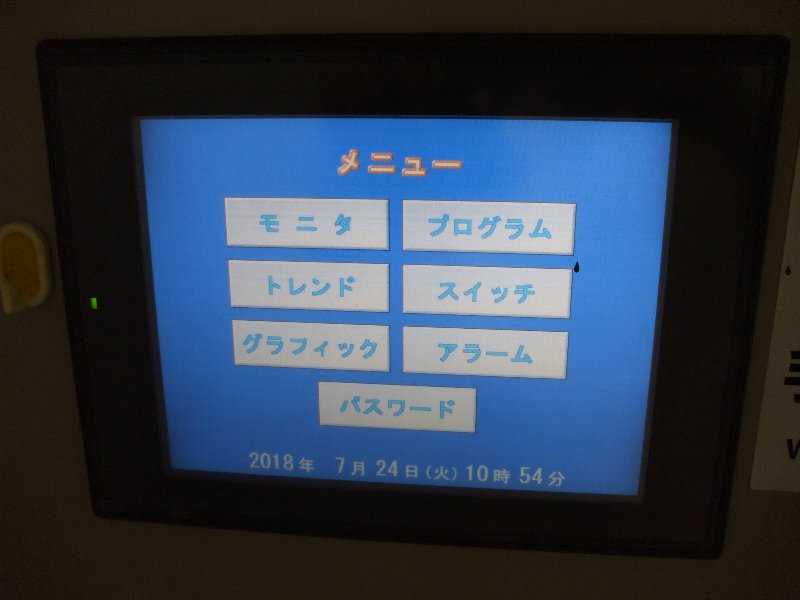 メニュー
モニタ プログラム
トレンド スイッチ
グラフィック アラーム
パスワード
2018年 7月24日(火)10時54分